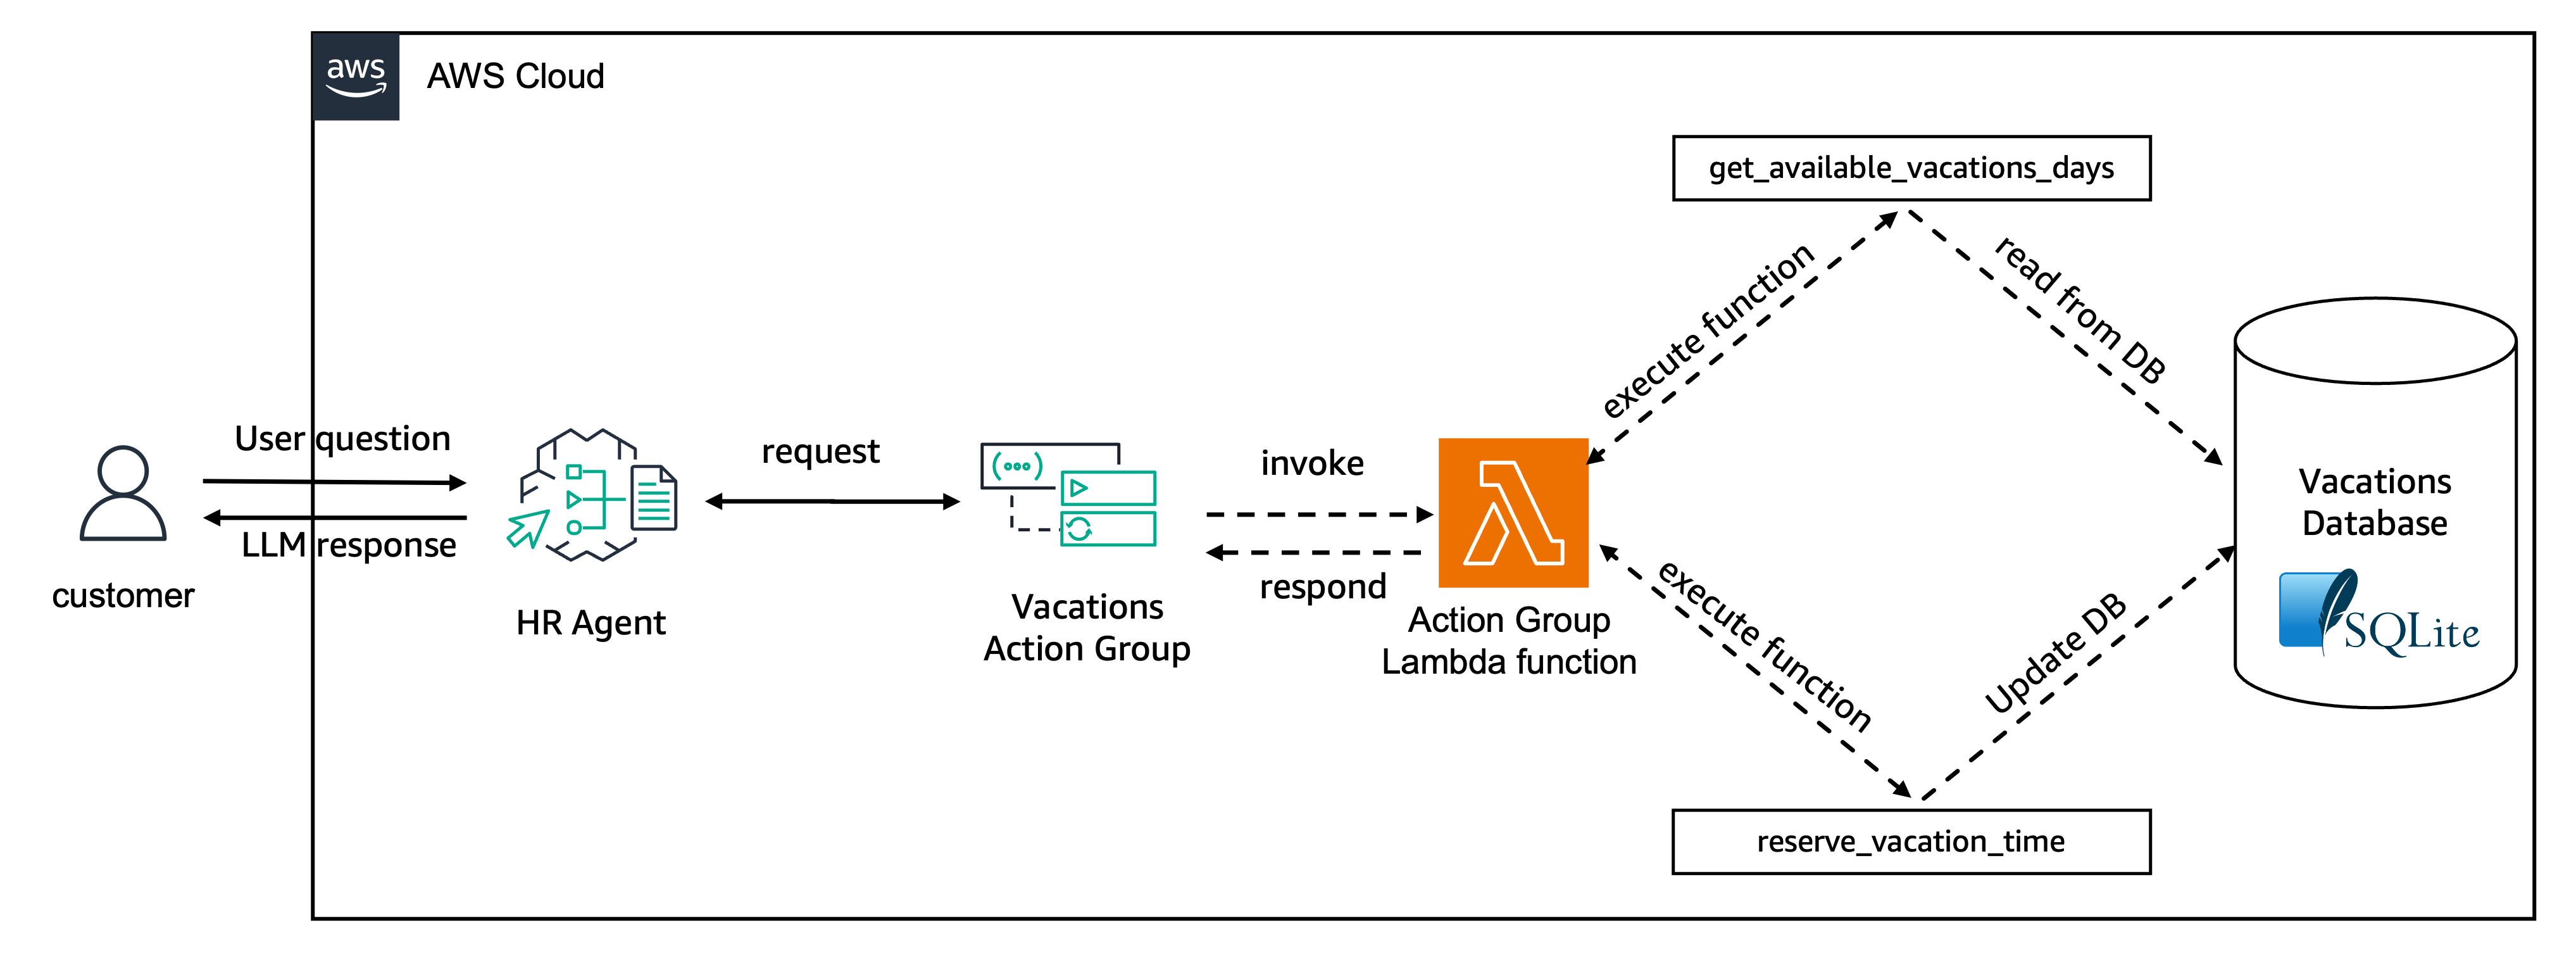 aws
AWS Cloud
get_available_vacations_days
execute function
read from DB
User question
LLM response
customer
HR Agent
request
Vacations
Action Group
invoke
respond
Action Group
Lambda function
execute function
Update DB
Vacations
Database
SQLite
reserve_vacation_time